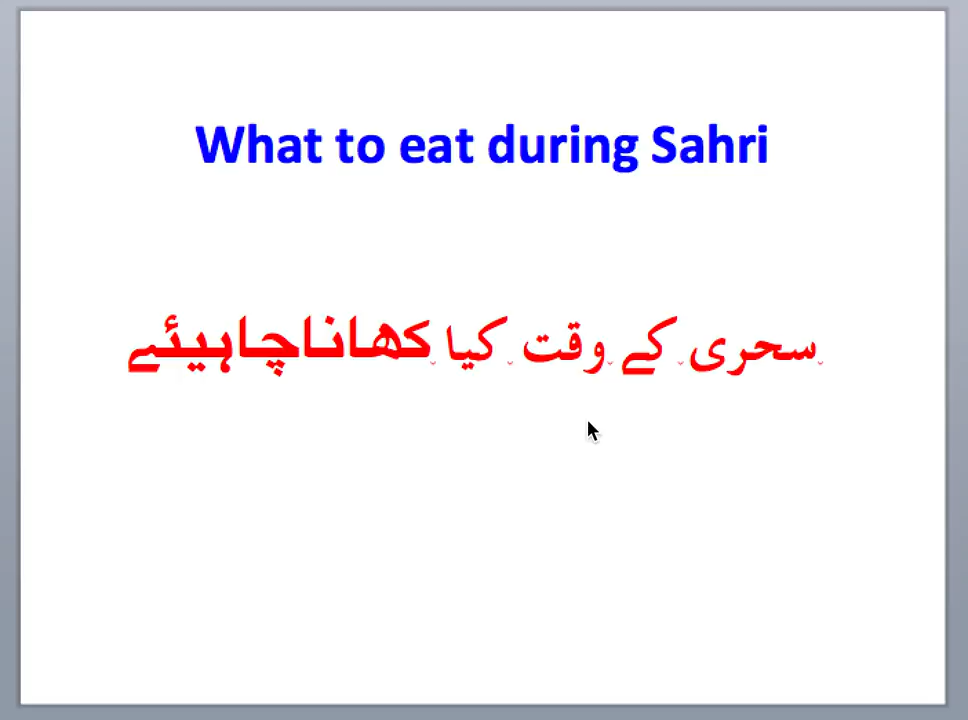 What to eat during Sahri
سحری کے وقت کیا کھاناچاہیئے